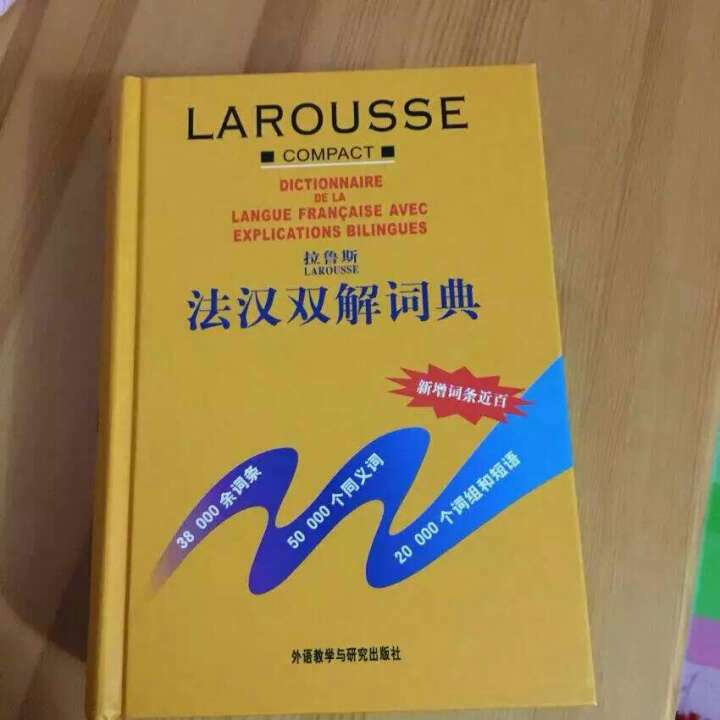 LAROUSSE
COMPACT
DICTIONNAIRE
DE LA
LANGUE FRANÇAISE AVEC
EXPLICATIONS BILINGUES
拉鲁斯
LAROUSSE
法汉双解词典
新增词条近百
38 000 余词条
50 000 个同义词
20 000 个词组和短语
外语教学与研究出版社